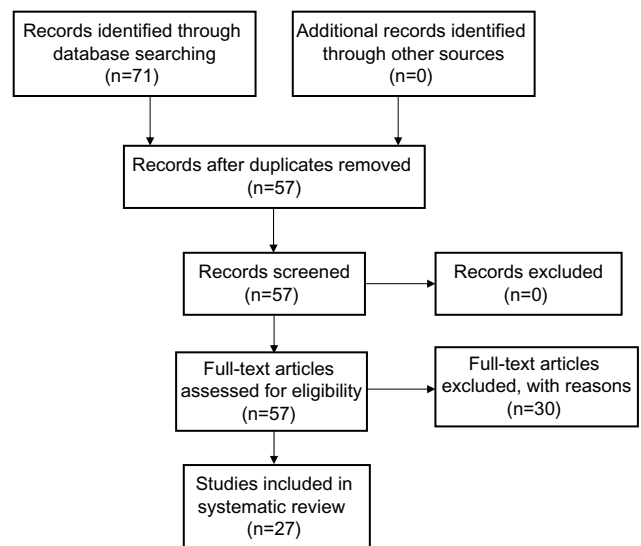 Records identified through
database searching
(n=71)
Additional records identified
through other sources
(n=0)
Records after duplicates removed
(n=57)
Records screened
(n=57)
Records excluded
(n=0)
Full-text articles
assessed for eligibility
(n=57)
Full-text articles
excluded, with reasons
(n=30)
Studies included in
systematic review
(n=27)